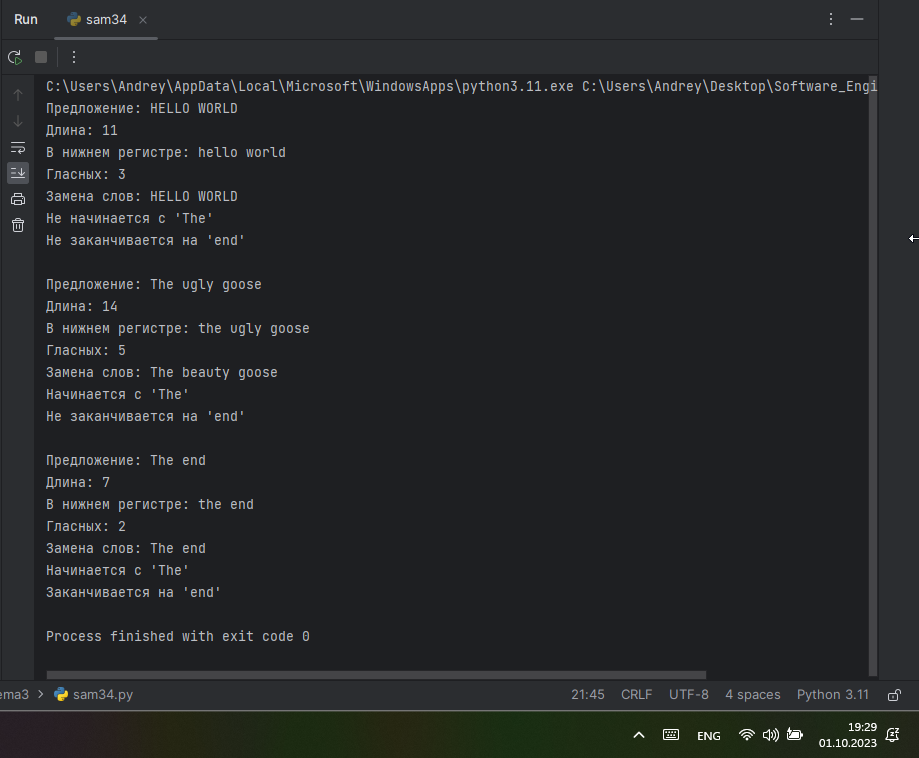 Run sam34
C:\Users\Andrey\AppData\Local\Microsoft\WindowsApps\python3.11.exe C:\Users\Andrey\Desktop\Software_Engi
Предложение: HELLO WORLD
Длина: 11
В нижнем регистре: hello world
Гласных: 3
Замена слов: HELLO WORLD
Не начинается с 'The'
Не заканчивается на 'end'
Предложение: The ugly goose
Длина: 14
В нижнем регистре: the ugly goose
Гласных: 5
Замена слов: The beauty goose
Начинается с 'The'
Не заканчивается на 'end'
Предложение: The end
Длина: 7
В нижнем регистре: the end
Гласных: 2
Замена слов: The end
Начинается с 'The'
Заканчивается на 'end'
Process finished with exit code 0
ema3 > sam34.py 21:45 CRLF UTF-8 4 spaces Python 3.11
ENG 19:29
01.10.2023